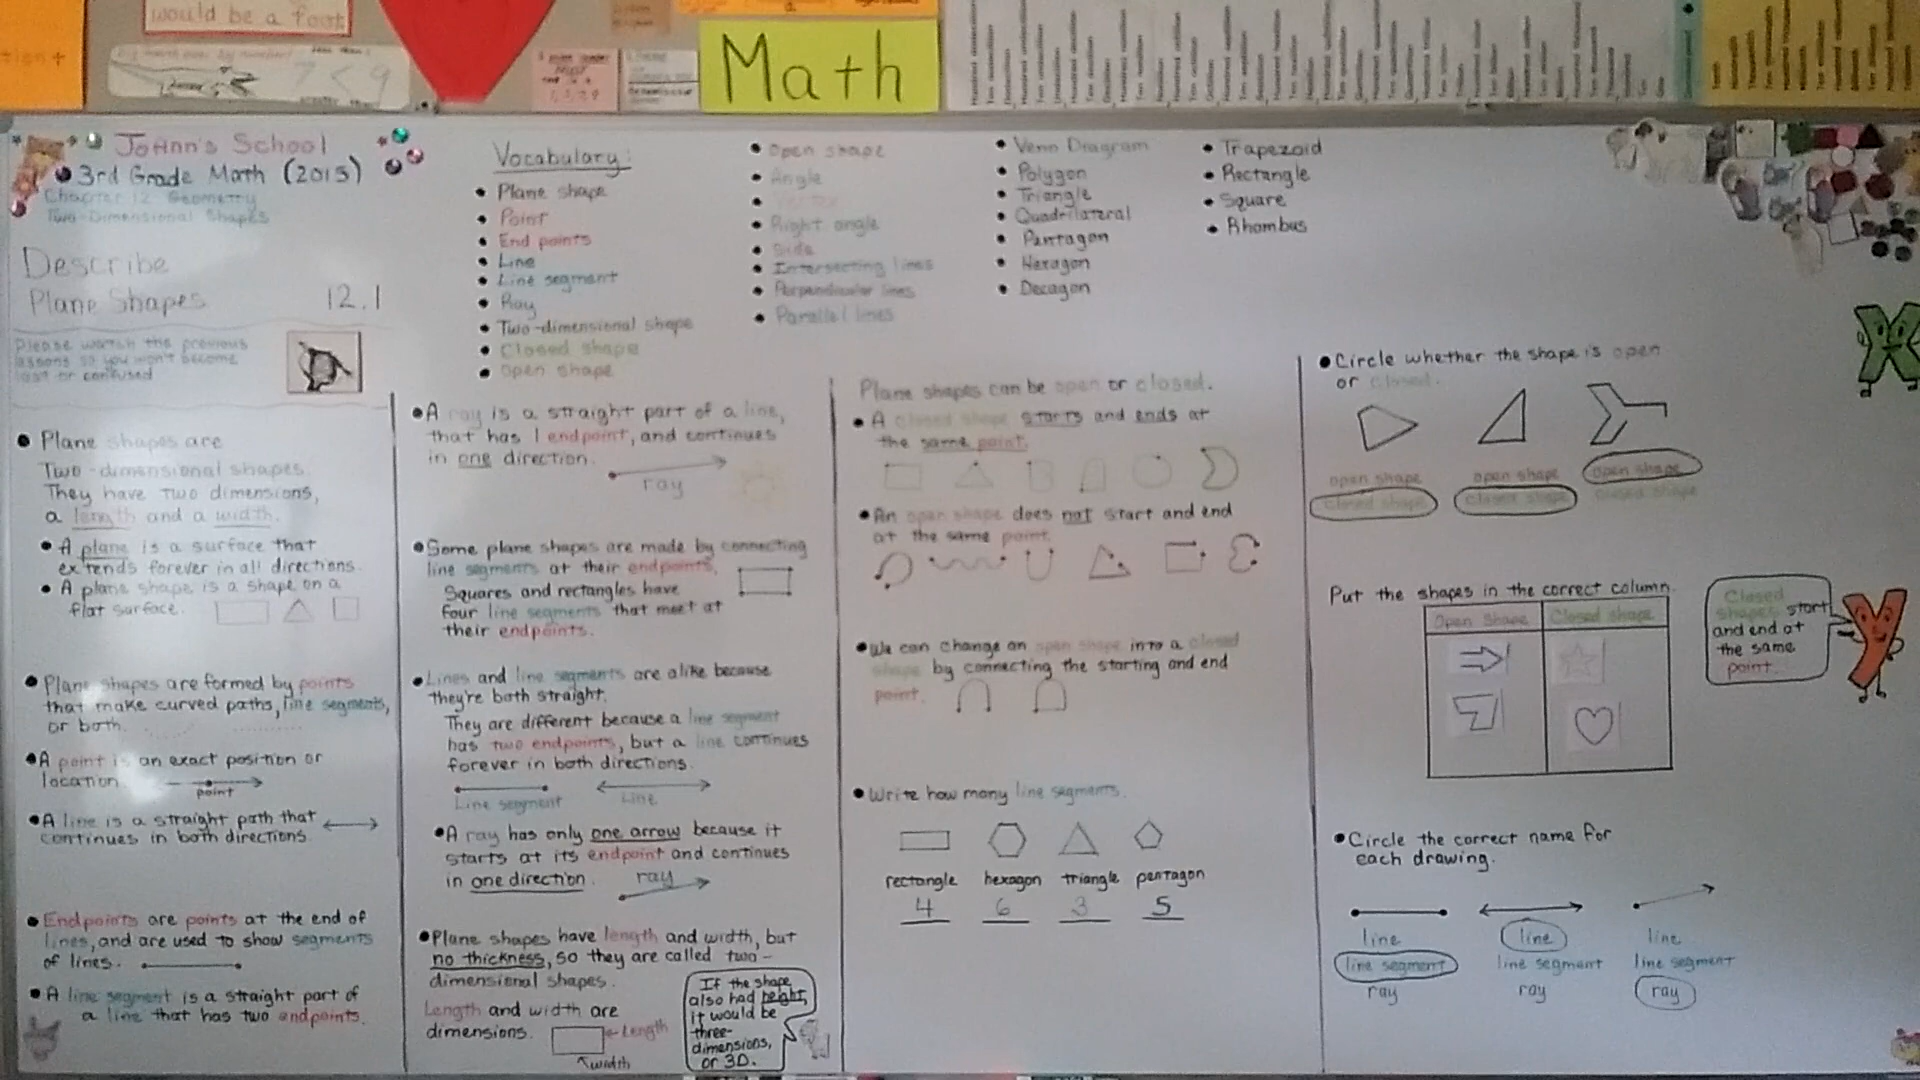 would be a foot
7 < 9
Math
JoAnn's School
3rd Grade Math (2015)
Chapter 12 Geometry
Two-Dimensional Shapes
Describe
Plane Shapes 12.1
Please watch the previous
lessons so you won't become
lost or confused
Vocabulary:
• Plane shape
• Point
• End points
• Line
• Line segment
• Ray
• Two-dimensional shape
• Closed shape
• Open shape
• Open shape
• Angle
• Vertex
• Right angle
• Side
• Intersecting lines
• Perpendicular lines
• Parallel lines
• Venn Diagram
• Polygon
• Triangle
• Quadrilateral
• Pentagon
• Hexagon
• Decagon
• Trapezoid
• Rectangle
• Square
• Rhombus
• Plane shapes are
Two-dimensional shapes.
They have two dimensions,
a length and a width.
• A plane is a surface that
extends forever in all directions.
• A plane shape is a shape on a
flat surface.
• Plane shapes are formed by points
that make curved paths, line segments,
or both.
• A point is an exact position or
location.
point
• A line is a straight path that
continues in both directions.
• Endpoints are points at the end of
lines, and are used to show segments
of lines.
• A line segment is a straight part of
a line that has two endpoints.
• A ray is a straight part of a line,
that has 1 endpoint, and continues
in one direction.
ray
• Some plane shapes are made by connecting
line segments at their endpoints.
Squares and rectangles have
four line segments that meet at
their endpoints.
• Lines and line segments are alike because
they're both straight.
They are different because a line segment
has two endpoints, but a line continues
forever in both directions.
Line segment Line
• A ray has only one arrow because it
starts at its endpoint and continues
in one direction. ray
• Plane shapes have length and width, but
no thickness, so they are called two-
dimensional shapes.
Length and width are
dimensions.
Length
width
If the shape
also had height,
it would be
three-
dimensions,
or 3D.
Plane shapes can be open or closed.
• A closed shape starts and ends at
the same point.
• An open shape does not start and end
at the same point.
• We can change an open shape into a closed
shape by connecting the starting and end
point.
• Write how many line segments.
rectangle hexagon triangle pentagon
4 6 3 5
• Circle whether the shape is open
or closed.
open shape open shape open shape
closed shape closed shape closed shape
Put the shapes in the correct column.
Open Shape Closed shape
Closed
shapes start
and end at
the same
point.
• Circle the correct name for
each drawing.
line line line
line segment line segment line segment
ray ray ray